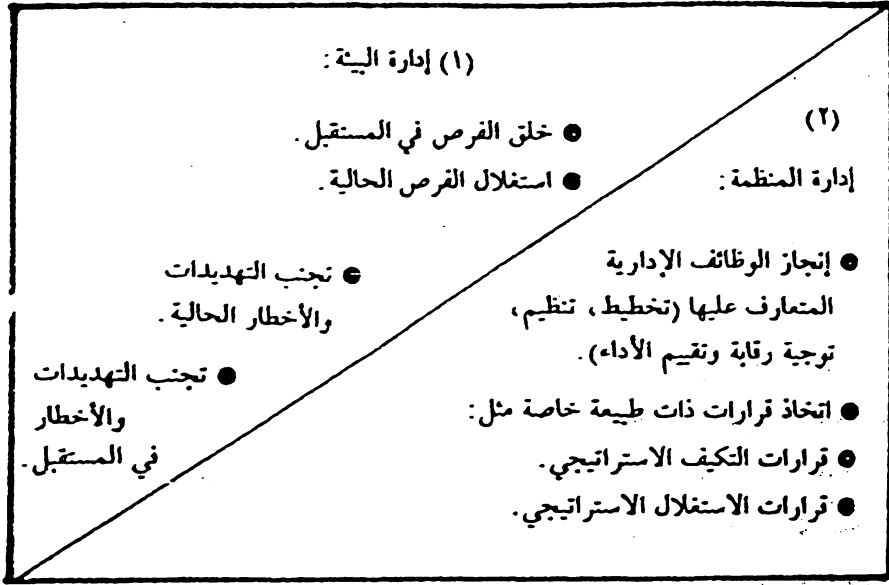 (١) إدارة البيئة:
● خلق الفرص في المستقبل.
● استغلال الفرص الحالية.
● تجنب التهديدات
والأخطار الحالية.
● تجنب التهديدات
والأخطار
في المستقبل.
(٢)
إدارة المنظمة:
● إنجاز الوظائف الإدارية
المتعارف عليها (تخطيط، تنظيم،
توجية رقابة وتقييم الأداء).
● اتخاذ قرارات ذات طبيعة خاصة مثل:
● قرارات التكيف الاستراتيجي.
● قرارات الاستغلال الاستراتيجي.